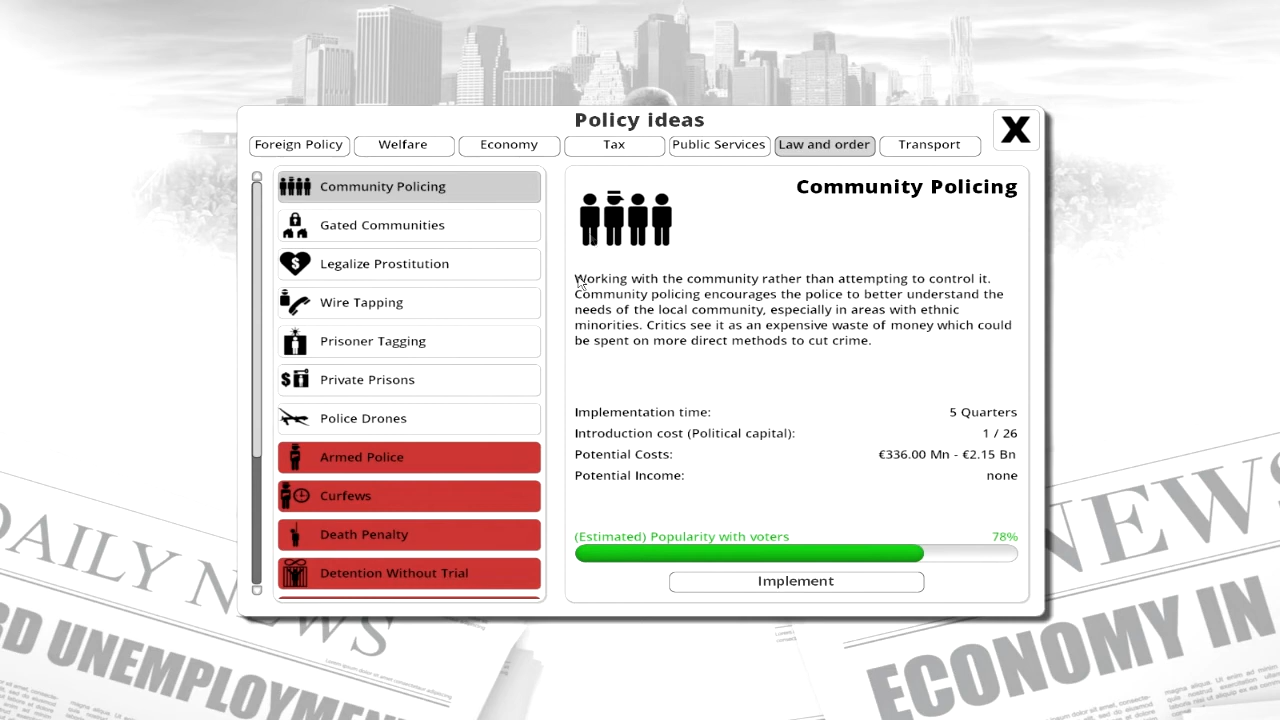 Policy ideas
X
Foreign Policy
Welfare
Economy
Tax
Public Services
Law and order
Transport
Community Policing
Gated Communities
Legalize Prostitution
Wire Tapping
Prisoner Tagging
Private Prisons
Police Drones
Armed Police
Curfews
Death Penalty
Detention Without Trial
Community Policing
Working with the community rather than attempting to control it.
Community policing encourages the police to better understand the
needs of the local community, especially in areas with ethnic
minorities. Critics see it as an expensive waste of money which could
be spent on more direct methods to cut crime.
Implementation time: 5 Quarters
Introduction cost (Political capital): 1 / 26
Potential Costs: €336.00 Mn - €2.15 Bn
Potential Income: none
(Estimated) Popularity with voters 78%
Implement
DAILY NEWS
RD UNEMPLOYMEN
NEWS
ECONOMY IN